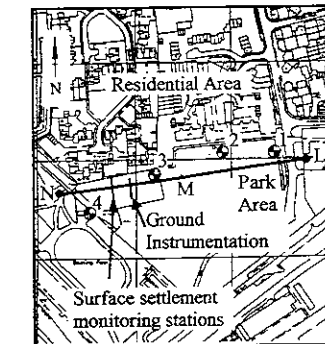 N
Residential Area
2
L
3
N
M
Park
Area
4
Ground
Instrumentation
Surface settlement
monitoring stations